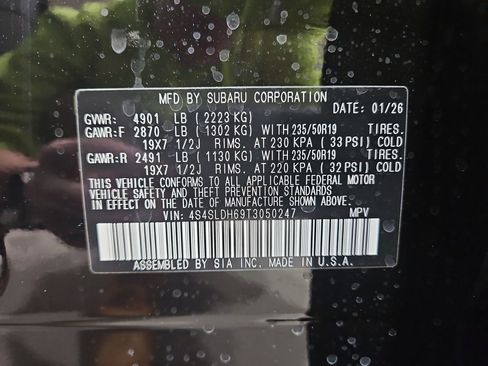 MFD BY SUBARU CORPORATION
GVWR: 4901 LB ( 2223 KG) DATE: 01/26
GAWR:F 2870 LB ( 1302 KG) WITH 235/50R19 TIRES.
19X7 1/2J RIMS. AT 230 KPA ( 33 PSI) COLD
GAWR:R 2491 LB ( 1130 KG) WITH 235/50R19 TIRES.
19X7 1/2J RIMS. AT 220 KPA ( 32 PSI) COLD
THIS VEHICLE CONFORMS TO ALL APPLICABLE FEDERAL MOTOR
VEHICLE SAFETY AND THEFT PREVENTION STANDARDS IN EFFECT
ON THE DATE OF MANUFACTURE SHOWN ABOVE.
VIN: 4S4SLDH69T3050247 MPV
ASSEMBLED BY SIA INC.MADE IN U.S.A.